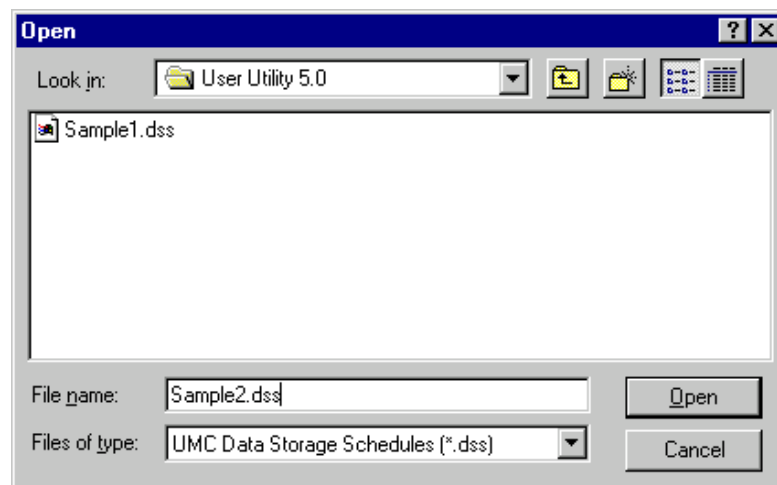 Open
Look in: User Utility 5.0
Sample1.dss
File name: Sample2.dss Open
Files of type: UMC Data Storage Schedules (*.dss) Cancel